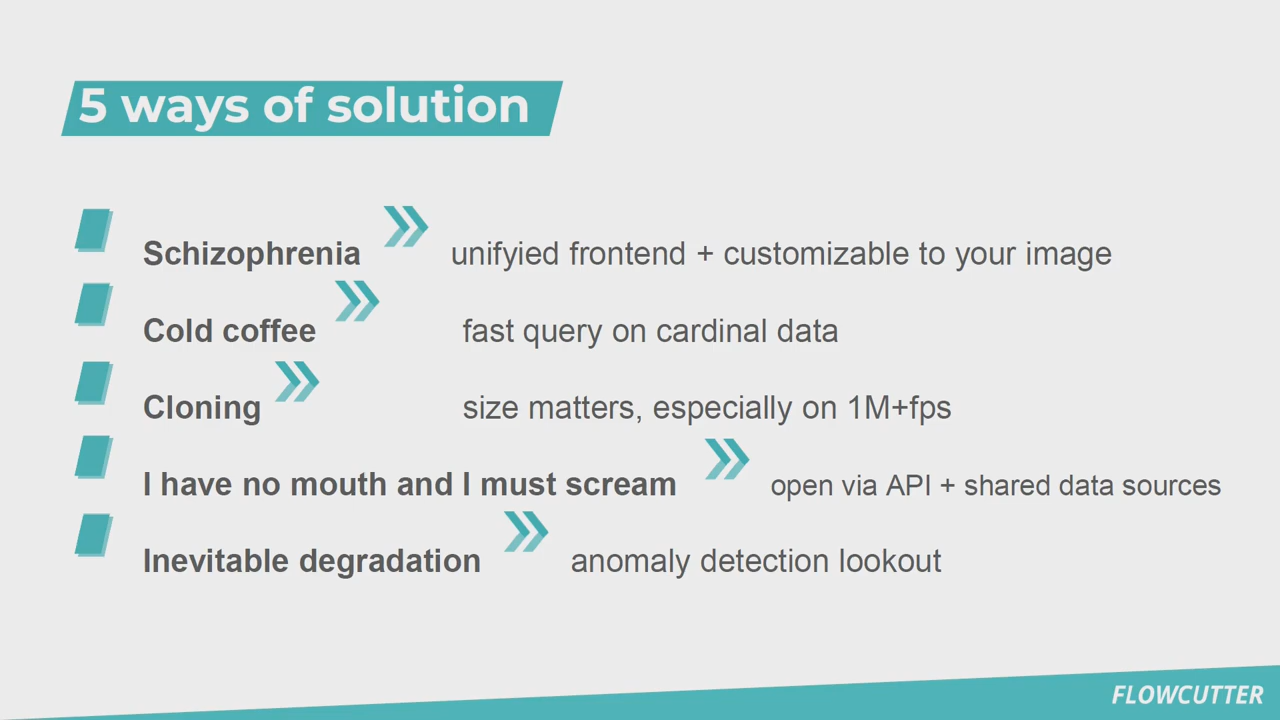 5 ways of solution
Schizophrenia unifyied frontend + customizable to your image
Cold coffee fast query on cardinal data
Cloning size matters, especially on 1M+fps
I have no mouth and I must scream open via API + shared data sources
Inevitable degradation anomaly detection lookout
FLOWCUTTER